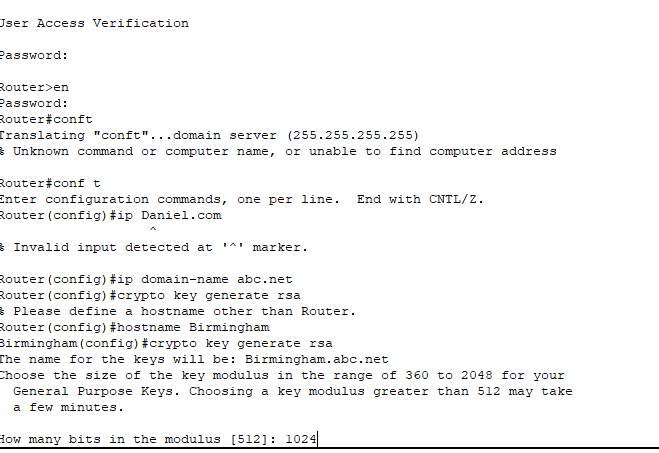 User Access Verification
Password:
Router>en
Password:
Router#conft
Translating "conft"...domain server (255.255.255.255)
% Unknown command or computer name, or unable to find computer address
Router#conf t
Enter configuration commands, one per line.  End with CNTL/Z.
Router(config)#ip Daniel.com
^
% Invalid input detected at '^' marker.
Router(config)#ip domain-name abc.net
Router(config)#crypto key generate rsa
% Please define a hostname other than Router.
Router(config)#hostname Birmingham
Birmingham(config)#crypto key generate rsa
The name for the keys will be: Birmingham.abc.net
Choose the size of the key modulus in the range of 360 to 2048 for your
General Purpose Keys. Choosing a key modulus greater than 512 may take
a few minutes.
How many bits in the modulus [512]: 1024